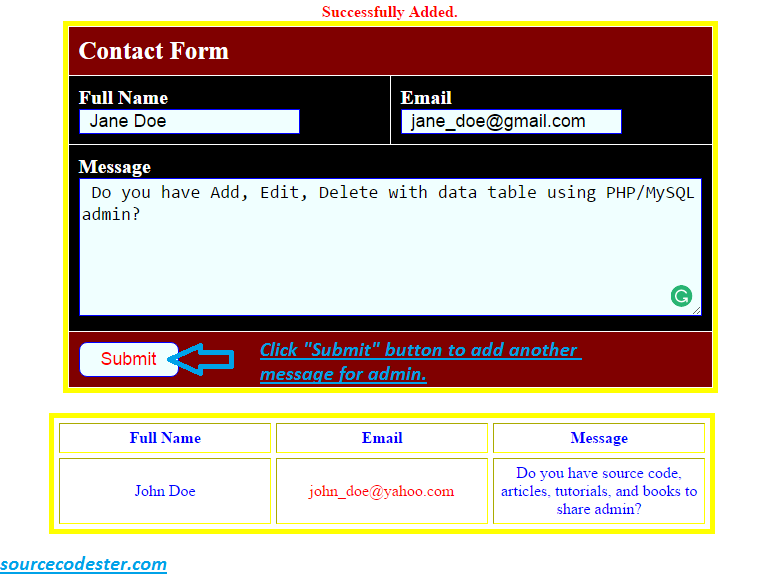 Successfully Added.
Contact Form
Full Name
Jane Doe
Email
jane_doe@gmail.com
Message
Do you have Add, Edit, Delete with data table using PHP/MySQL
admin?
Submit
Click "Submit" button to add another
message for admin.
Full Name
Email
Message
John Doe
john_doe@yahoo.com
Do you have source code,
articles, tutorials, and books to
share admin?
sourcecodester.com